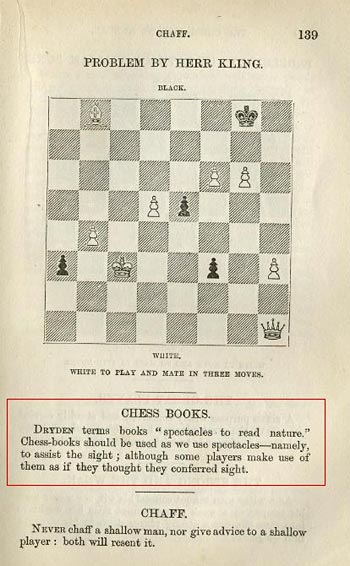 CHAFF. 139
PROBLEM BY HERR KLING.
BLACK.
WHITE.
WHITE TO PLAY AND MATE IN THREE MOVES.
CHESS BOOKS.
DRYDEN terms books “spectacles to read nature.”
Chess-books should be used as we use spectacles—namely,
to assist the sight; although some players make use of
them as if they thought they conferred sight.
CHAFF.
NEVER chaff a shallow man, nor give advice to a shallow
player: both will resent it.